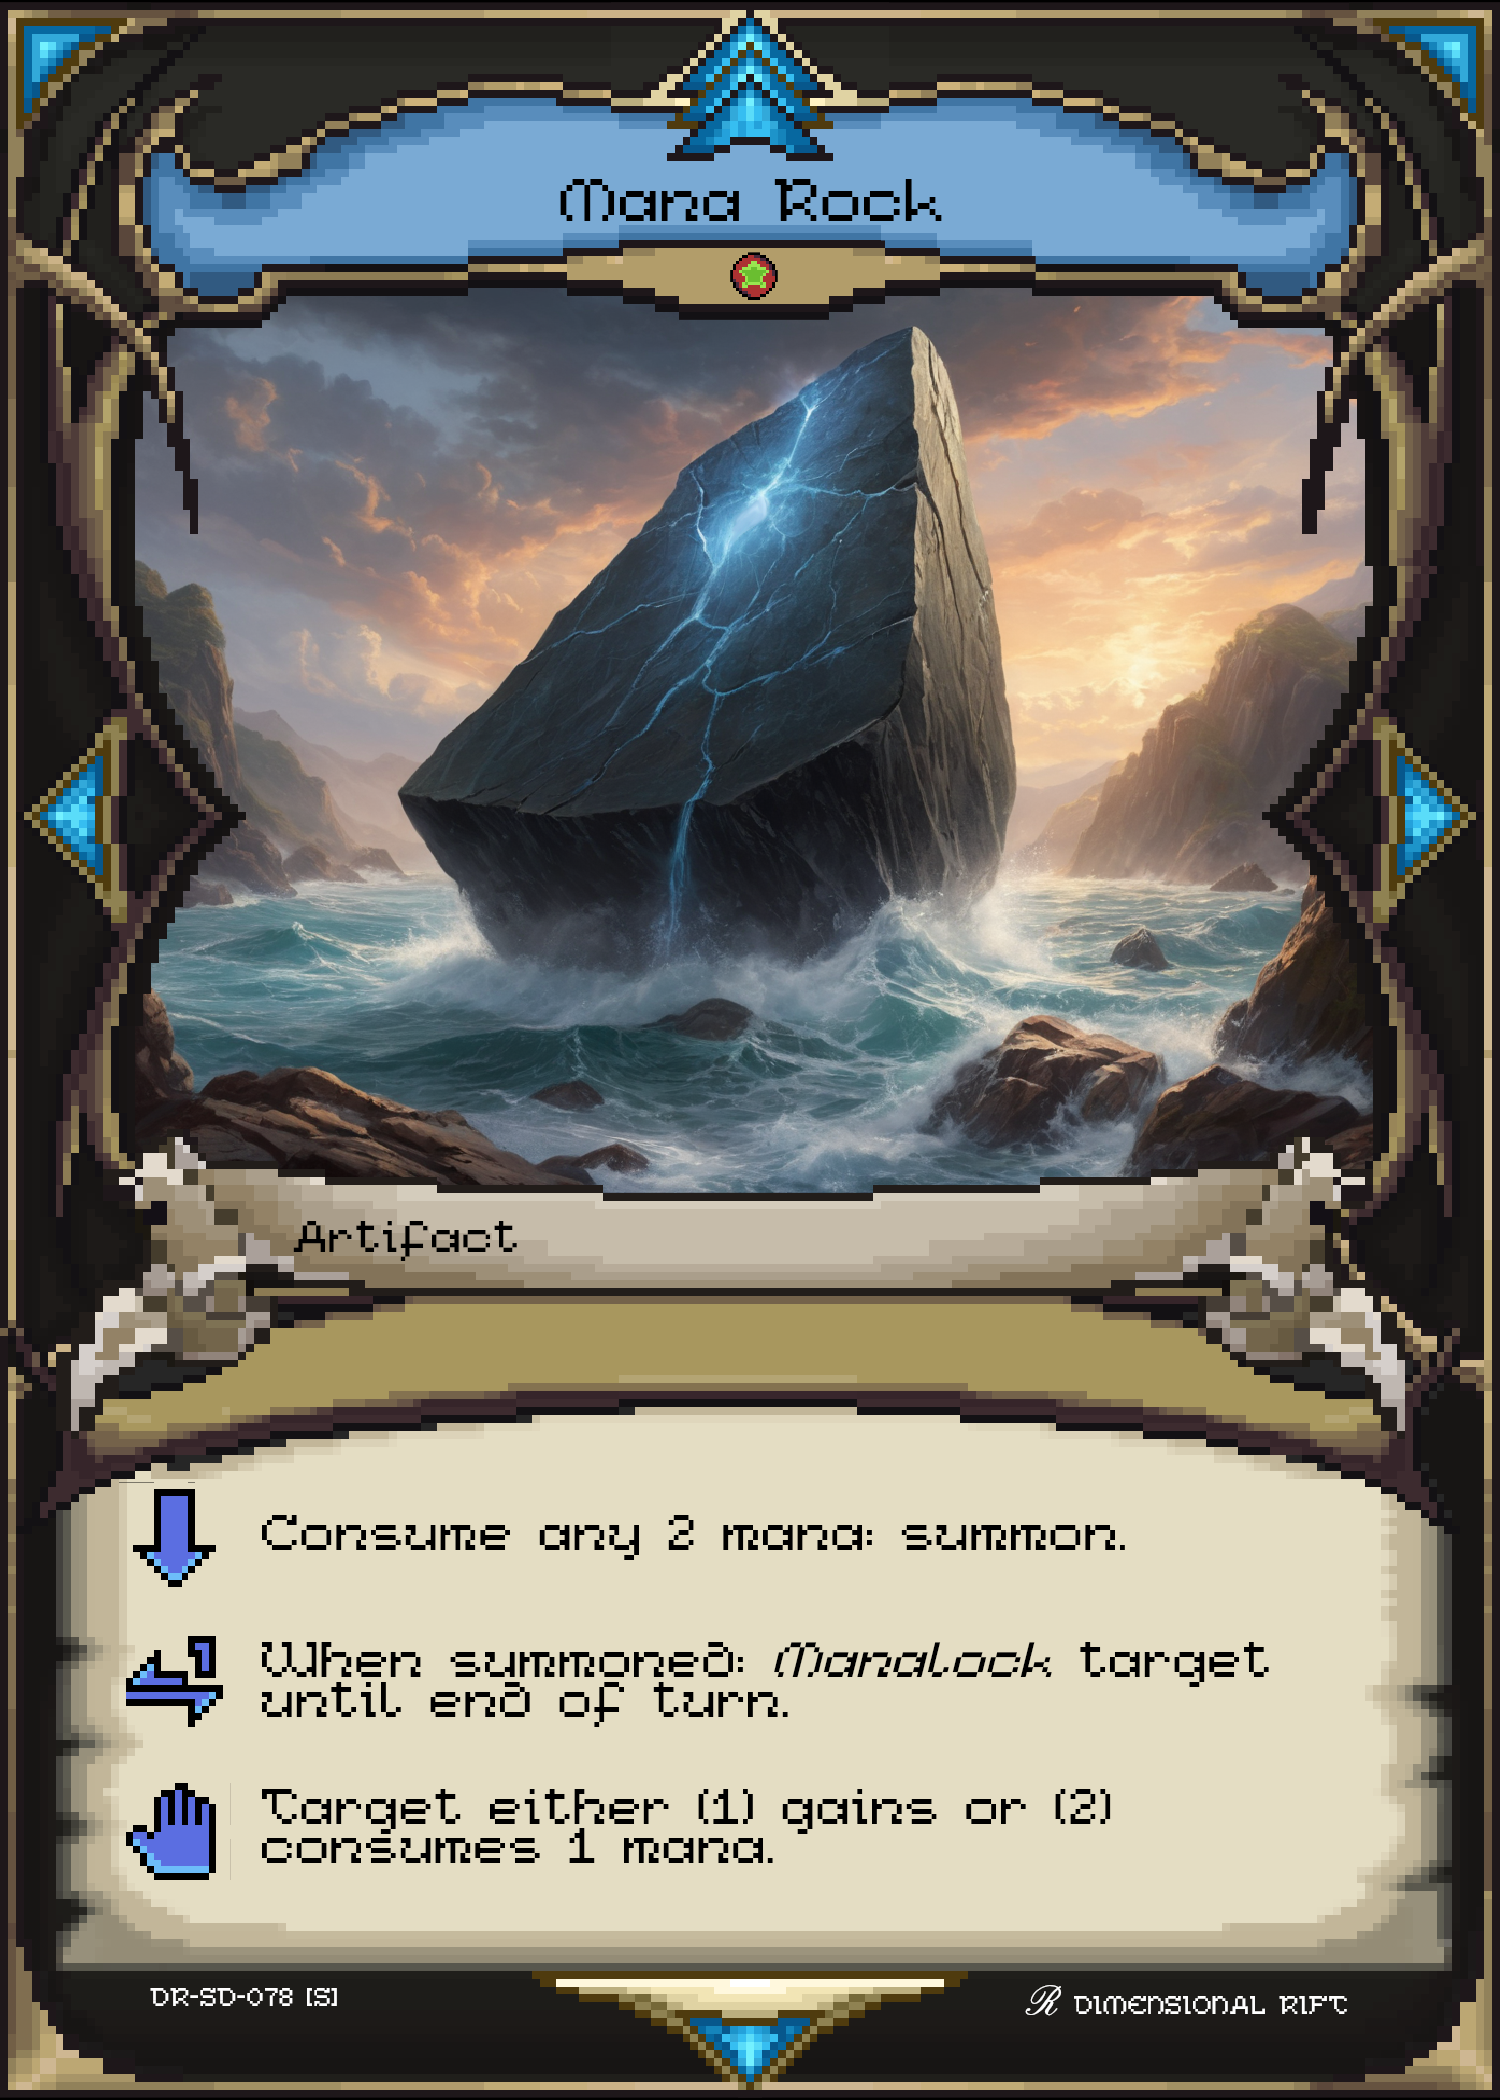 Mana Rock
Artifact
Consume any 2 mana: summon.
When summoned: ManaLock target
until end of turn.
Target either (1) gains or (2)
consumes 1 mana.
DR-SD-078 [S]
ℛ DIMENSIONAL RIFT